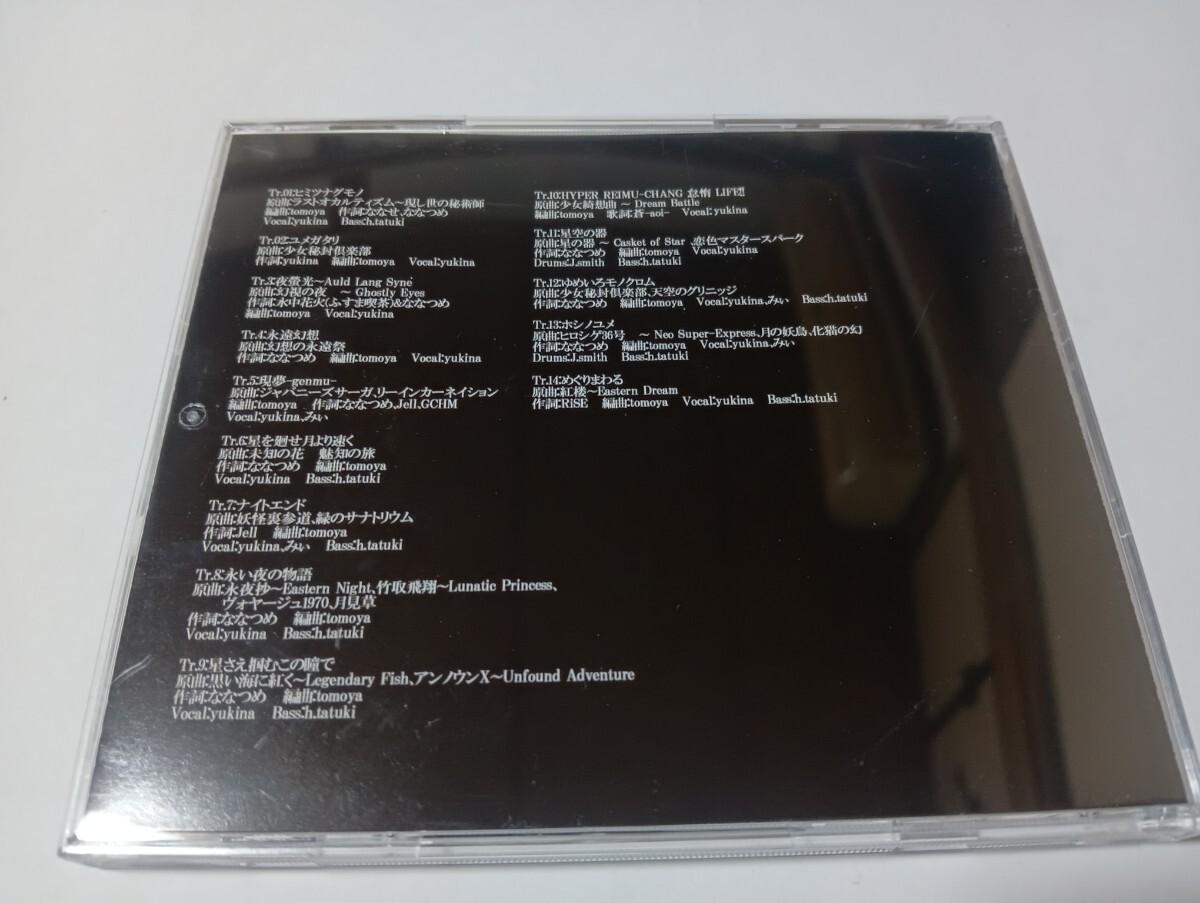 Tr.01:ヒミツナグモノ
原曲:ラストオカルティズム～現し世の秘術師
編曲:tomoya 作詞:ななせ、ななつめ
Vocal:yukina Bass:h.tatuki
Tr.02:ユメガタリ
原曲:少女秘封倶楽部
作詞:yukina 編曲:tomoya Vocal:yukina
Tr.3:夜蛍光～Auld Lang Syne
原曲:幻視の夜 ～ Ghostly Eyes
作詞:水中花火(ふすま喫茶)&ななつめ
編曲:tomoya Vocal:yukina
Tr.4:永遠幻想
原曲:幻想の永遠祭
作詞:ななつめ 編曲:tomoya Vocal:yukina
Tr.5:現夢-genmu-
原曲:ジャパニーズサーガ、リーインカーネイション
編曲:tomoya 作詞:ななつめ、Jell、GCHM
Vocal:yukina、みぃ
Tr.6:星を廻せ月より速く
原曲:未知の花 魅知の旅
作詞:ななつめ 編曲:tomoya
Vocal:yukina Bass:h.tatuki
Tr.7:ナイトエンド
原曲:妖怪裏参道、緑のサナトリウム
作詞:Jell 編曲:tomoya
Vocal:yukina、みぃ Bass:h.tatuki
Tr.8:永い夜の物語
原曲:永夜抄～Eastern Night、竹取飛翔～Lunatic Princess、
ヴォヤージュ1970、月見草
作詞:ななつめ 編曲:tomoya
Vocal:yukina Bass:h.tatuki
Tr.9:星さえ掴むこの瞳で
原曲:黒い海に紅く～Legendary Fish、アンノウンX～Unfound Adventure
作詞:ななつめ 編曲:tomoya
Vocal:yukina Bass:h.tatuki
Tr.10:HYPER REIMU-CHANG 怠惰 LIFE!!
原曲:少女綺想曲 ～ Dream Battle
編曲:tomoya 歌詞:蒼-aoi- Vocal:yukina
Tr.11:星空の器
原曲:星の器 ～ Casket of Star 、恋色マスタースパーク
作詞:ななつめ 編曲:tomoya Vocal:yukina
Drums:J.smith Bass:h.tatuki
Tr.12:ゆめいろモノクロム
原曲:少女秘封倶楽部、天空のグリニッジ
作詞:ななつめ 編曲:tomoya Vocal:yukina、みぃ Bass:h.tatuki
Tr.13:ホシノユメ
原曲:ヒロシゲ36号 ～ Neo Super-Express、月の妖鳥、化猫の幻
作詞:ななつめ 編曲:tomoya Vocal:yukina、みぃ
Drums:J.smith Bass:h.tatuki
Tr.14:めぐりまわる
原曲:紅楼～Eastern Dream
作詞:RiSE 編曲:tomoya Vocal:yukina Bass:h.tatuki